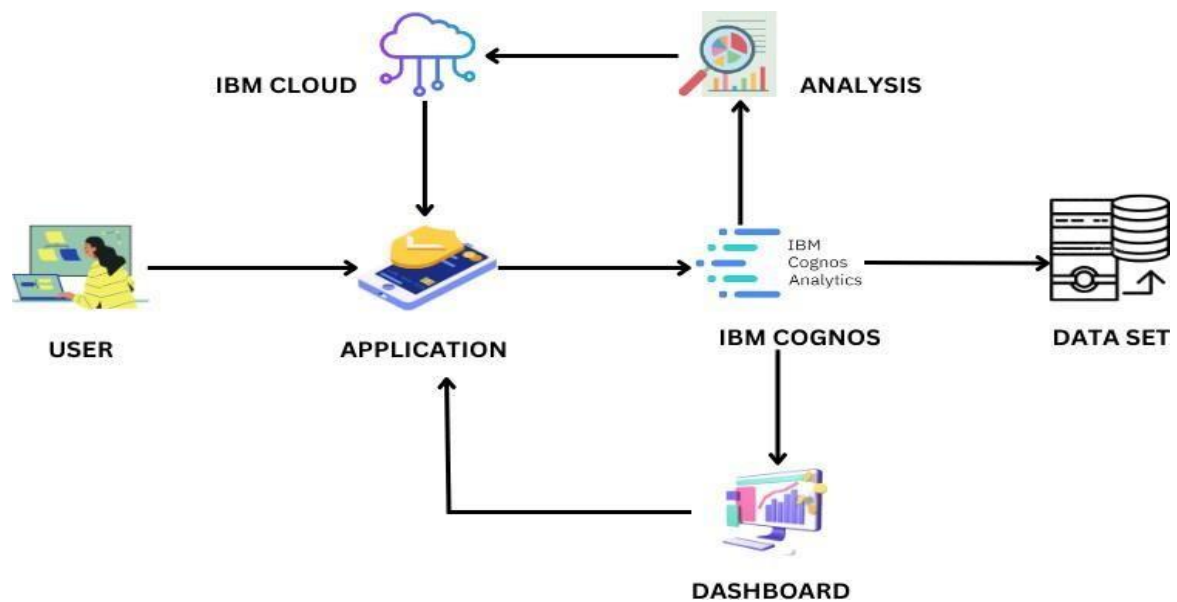 IBM CLOUD
ANALYSIS
IBM
Cognos
Analytics
USER
APPLICATION
IBM COGNOS
DATA SET
DASHBOARD